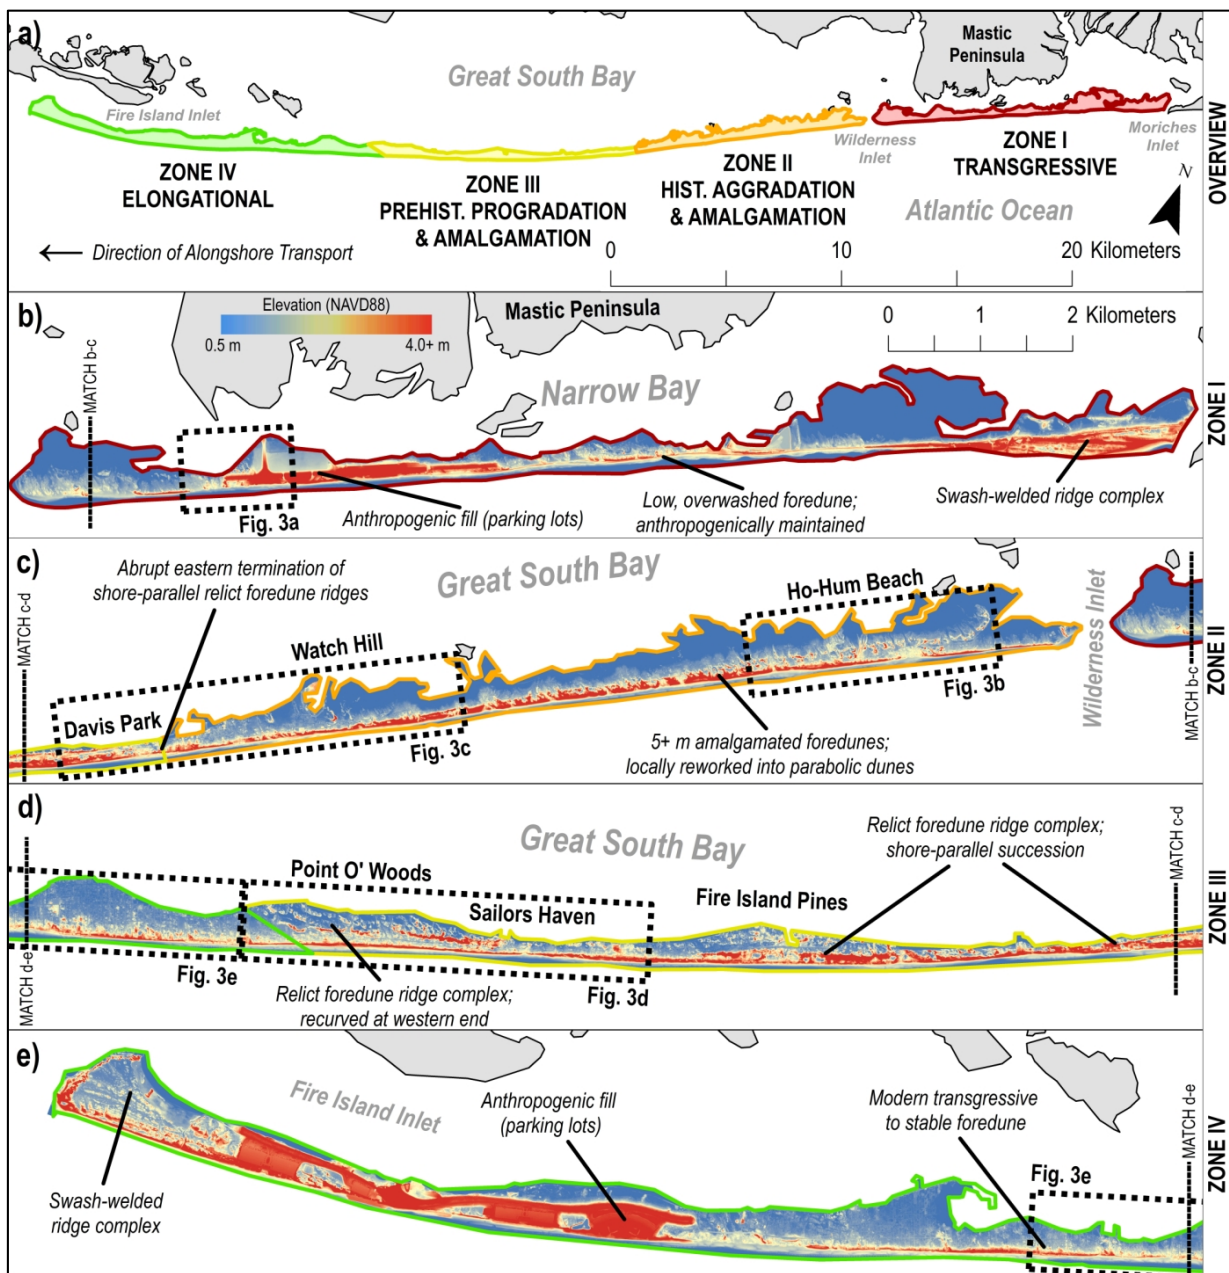 a)
Great South Bay
Mastic
Peninsula
Fire Island Inlet
Wilderness
Inlet
Moriches
Inlet
ZONE IV
ELONGATIONAL
ZONE III
PREHIST. PROGRADATION
& AMALGAMATION
ZONE II
HIST. AGGRADATION
& AMALGAMATION
ZONE I
TRANSGRESSIVE
N
Atlantic Ocean
← Direction of Alongshore Transport
0 10 20 Kilometers
OVERVIEW
b)
Elevation (NAVD88)
0.5 m 4.0+ m
Mastic Peninsula
0 1 2 Kilometers
MATCH b-c
Narrow Bay
Fig. 3a
Anthropogenic fill (parking lots)
Low, overwashed foredune;
anthropogenically maintained
Swash-welded ridge complex
ZONE I
c)
Abrupt eastern termination of
shore-parallel relict foredune ridges
Great South Bay
Ho-Hum Beach
MATCH c-d
Watch Hill
Davis Park
Fig. 3c
Fig. 3b
5+ m amalgamated foredunes;
locally reworked into parabolic dunes
Wilderness Inlet
MATCH b-c
ZONE II
d)
Great South Bay
Relict foredune ridge complex;
shore-parallel succession
MATCH c-d
Point O' Woods
Sailors Haven
Fire Island Pines
MATCH d-e
Fig. 3e
Relict foredune ridge complex;
recurved at western end
Fig. 3d
ZONE III
e)
Fire Island Inlet
Anthropogenic fill
(parking lots)
Modern transgressive
to stable foredune
MATCH d-e
Fig. 3e
Swash-welded
ridge complex
ZONE IV